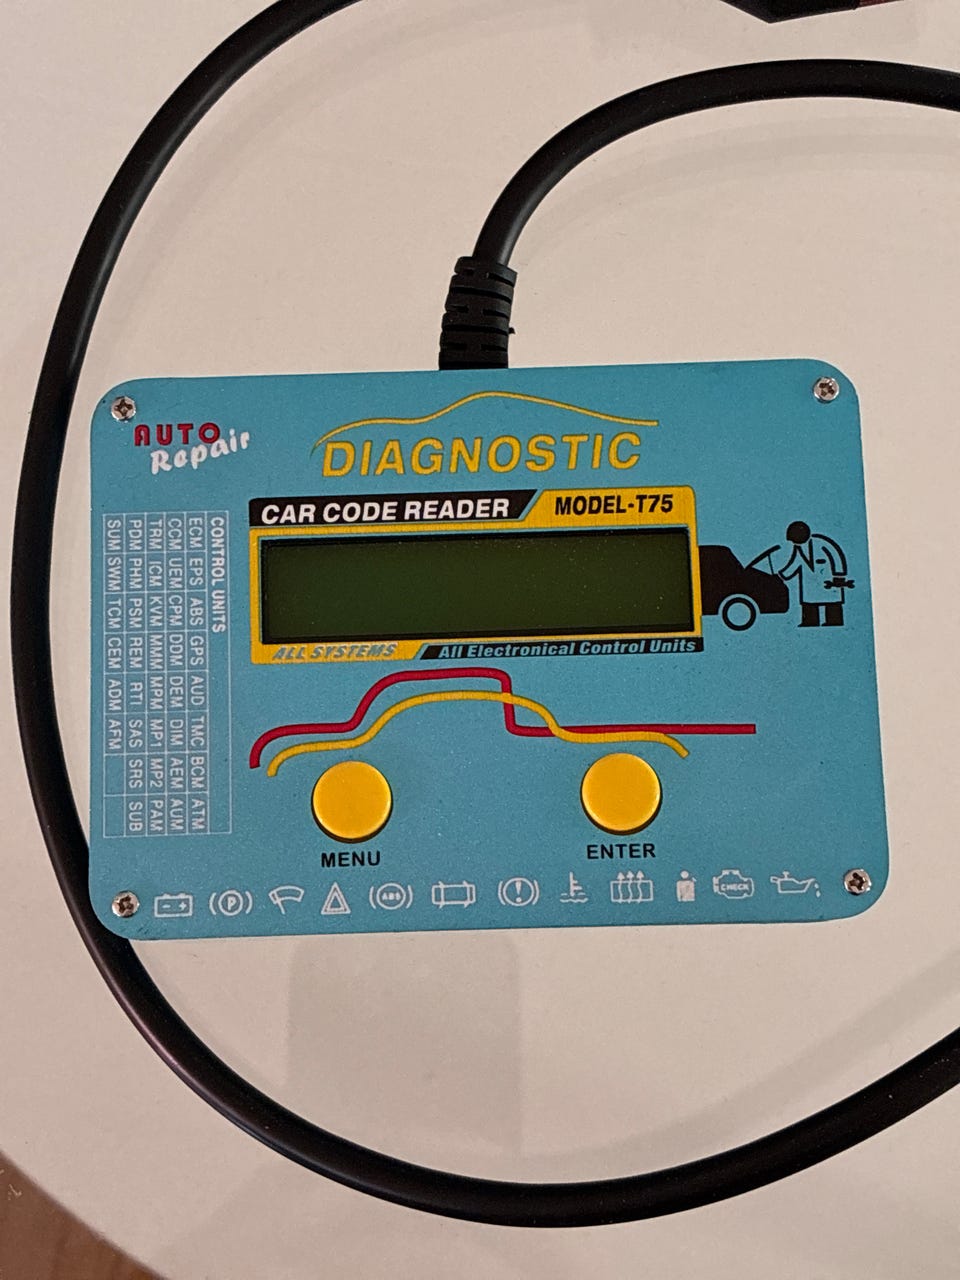 AUTO
Repair
DIAGNOSTIC
CAR CODE READER MODEL-T75
ALL SYSTEMS All Electronical Control Units
CONTROL UNITS
ECM EPS ABS GPS AUD TMC BCM ATM
CCM UEM CPM DDM DEM DIM AEM AUM
TRM ICM KVM MMM MPM MP1 MP2 PAM
PDM PHM PSM REM RTI SAS SRS SUB
SUM SWM TCM CEM ADM AFM
MENU ENTER
P ABS ! CHECK